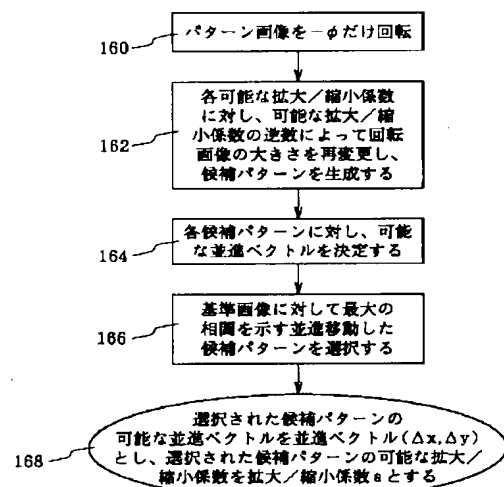 160
パターン画像を-φだけ回転
162
各可能な拡大/縮小係数
に対し、可能な拡大/縮
小係数の逆数によって回転
画像の大きさを再変更し、
候補パターンを生成する
164
各候補パターンに対し、可能
な並進ベクトルを決定する
166
基準画像に対して最大の
相関を示す並進移動した
候補パターンを選択する
168
選択された候補パターンの
可能な並進ベクトルを並進ベクトル(Δx,Δy)
とし、選択された候補パターンの可能な拡大/
縮小係数を拡大/縮小係数sとする